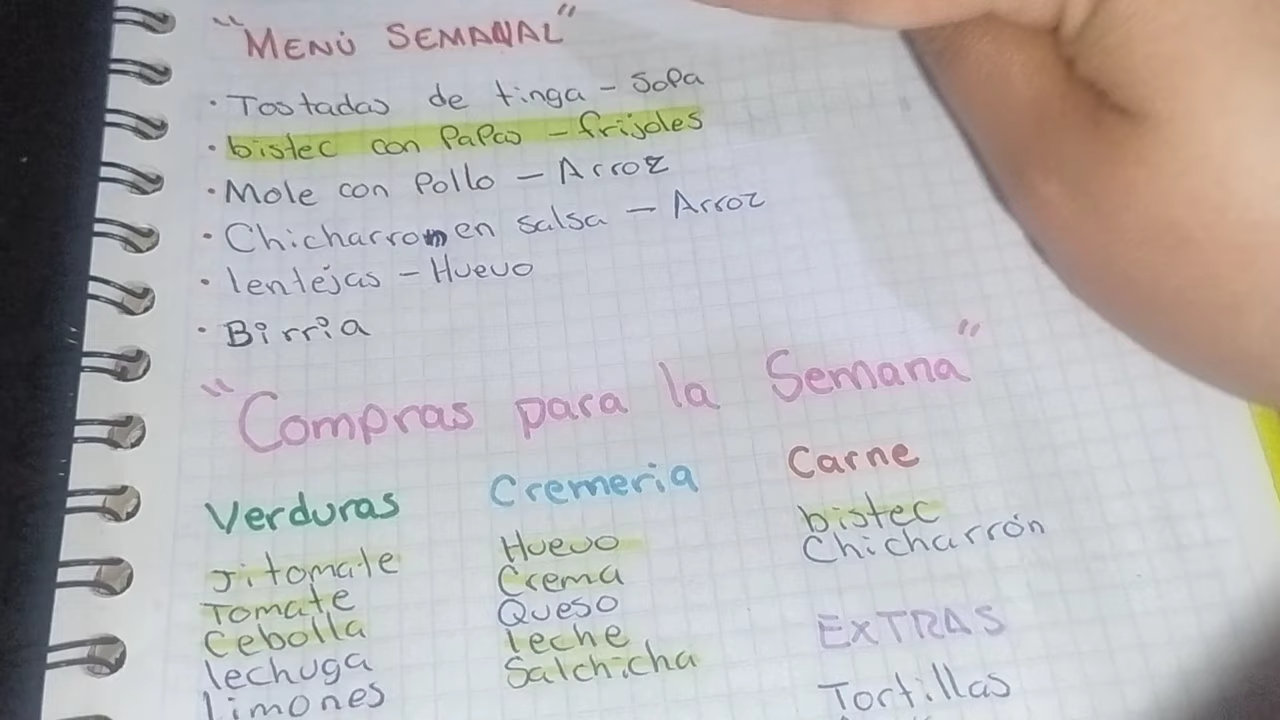 "MENÚ SEMANAL"
· Tostadas de tinga - Sopa
· bistec con Papas - frijoles
· Mole con Pollo - Arroz
· Chicharron en salsa - Arroz
· lentejas - Huevo
· Birria
"Compras para la Semana"
Verduras
Jitomate
Tomate
Cebolla
lechuga
limones
Cremeria
Huevo
Crema
Queso
leche
Salchicha
Carne
bistec
Chicharrón
EXTRAS
Tortillas